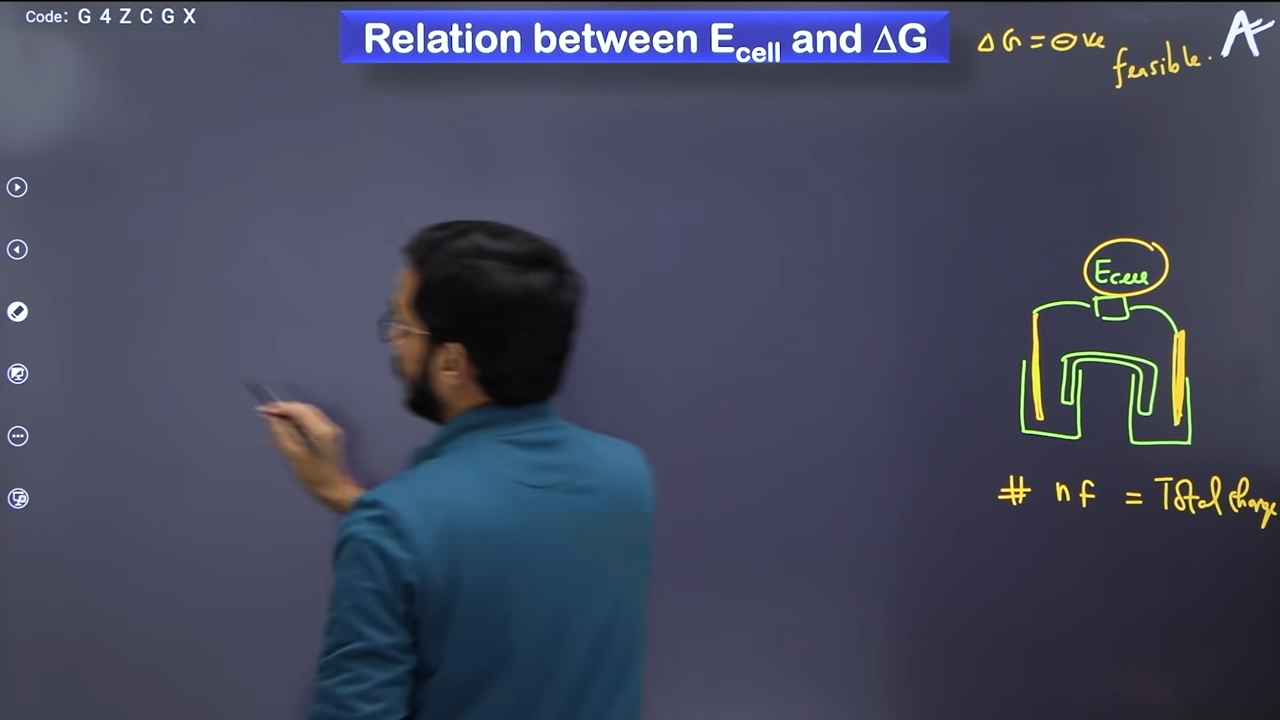 Code: G 4 Z C G X
Relation between Ecell and ΔG
ΔG = ⊖ve
feasible.
Ecell
# nF = Total charge